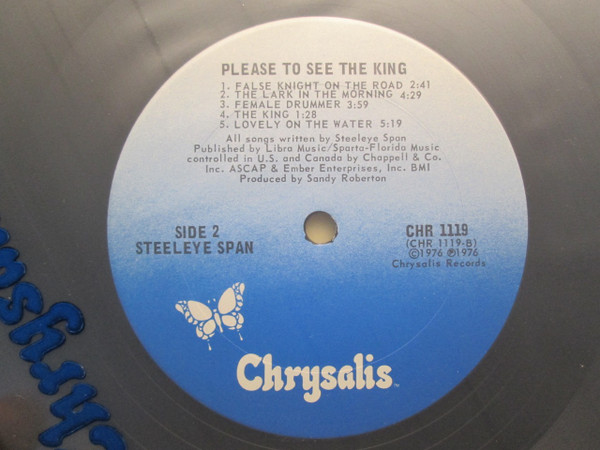 PLEASE TO SEE THE KING
1. FALSE KNIGHT ON THE ROAD 2:41
2. THE LARK IN THE MORNING 4:29
3. FEMALE DRUMMER 3:59
4. THE KING 1:28
5. LOVELY ON THE WATER 5:19
All songs written by Steeleye Span
Published by Libra Music/Sparta-Florida Music
controlled in U.S. and Canada by Chappell & Co.
Inc. ASCAP & Ember Enterprises, Inc. BMI
Produced by Sandy Roberton
SIDE 2
STEELEYE SPAN
CHR 1119
(CHR 1119-B)
©1976 ℗1976
Chrysalis Records
Chrysalis™